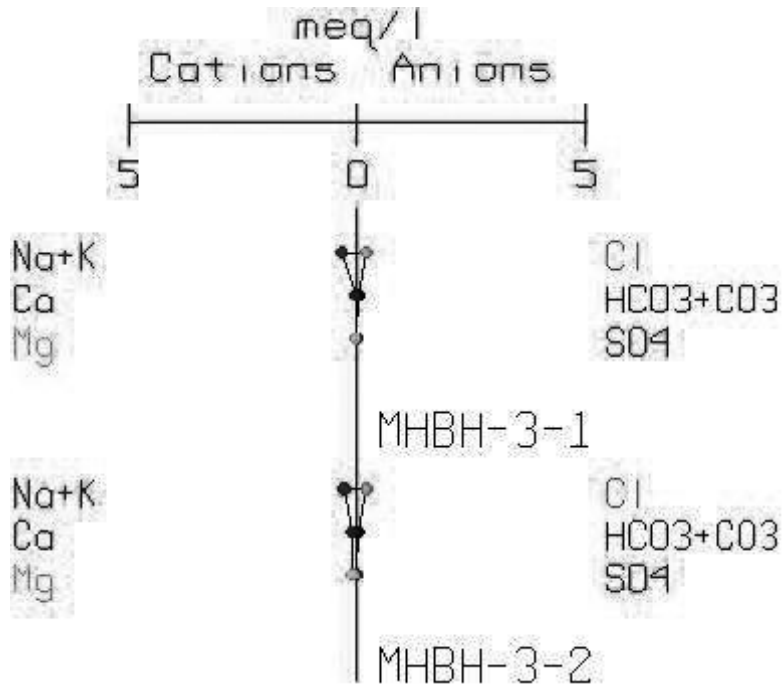 meq/l
Cations Anions
5 0 5
Na+K Cl
Ca HCO3+CO3
Mg SO4
MHBH-3-1
Na+K Cl
Ca HCO3+CO3
Mg SO4
MHBH-3-2